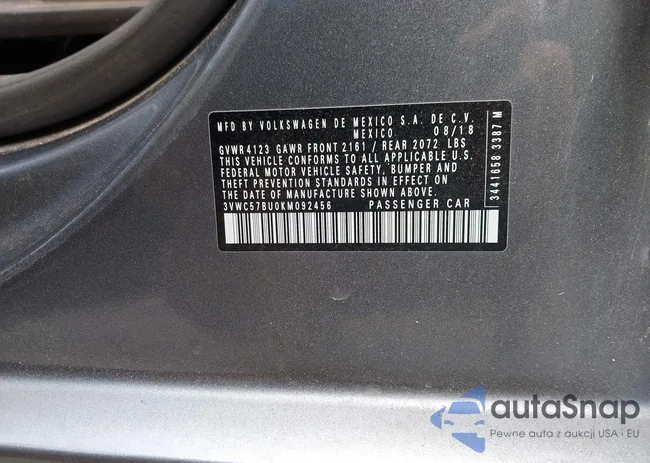 MFD BY VOLKSWAGEN DE MEXICO S.A. DE C.V.
MEXICO 08/18
GVWR 4123 GAWR FRONT 2161 / REAR 2072 LBS
THIS VEHICLE CONFORMS TO ALL APPLICABLE U.S.
FEDERAL MOTOR VEHICLE SAFETY, BUMPER AND
THEFT PREVENTION STANDARDS IN EFFECT ON
THE DATE OF MANUFACTURE SHOWN ABOVE.
3VWC57BU0KM092456 PASSENGER CAR
3441658 3387 M
autaSnap
Pewne auta z aukcji USA i EU